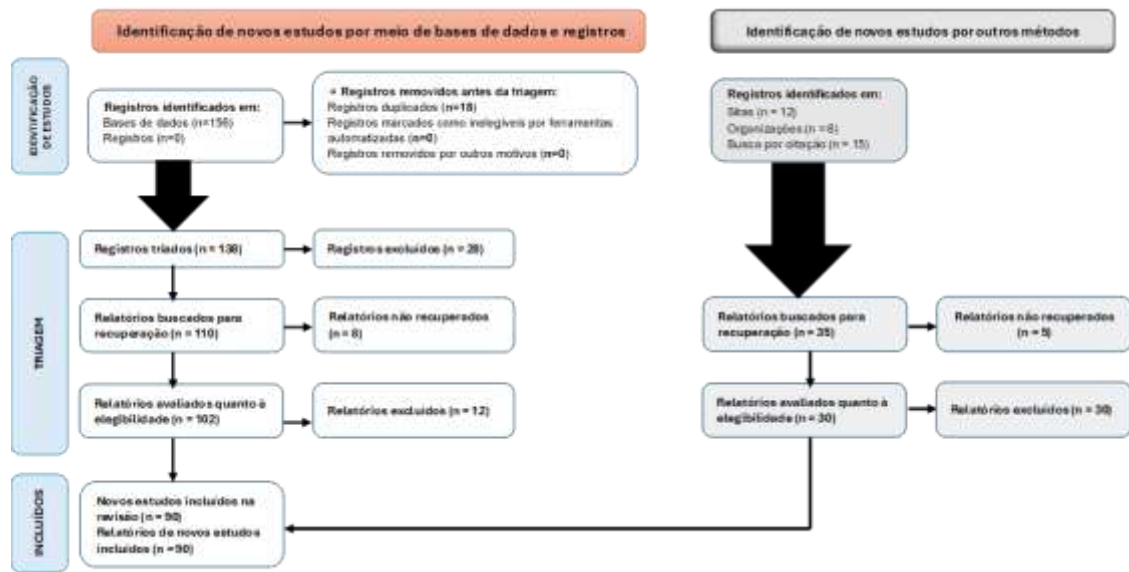 Identificação de novos estudos por meio de bases de dados e registros
Identificação de novos estudos por outros métodos
IDENTIFICAÇÃO
DE ESTUDOS
Registros identificados em:
Bases de dados (n=156)
Registros (n=0)
Registros removidos antes da triagem:
Registros duplicados (n=18)
Registros marcados como inelegíveis por ferramentas
automatizadas (n=0)
Registros removidos por outros motivos (n=0)
Registros identificados em:
Sites (n = 12)
Organizações (n =8)
Busca por citação (n = 15)
TRIAGEM
Registros triados (n = 138)
Registros excluídos (n = 28)
Relatórios buscados para
recuperação (n = 110)
Relatórios não recuperados
(n = 8)
Relatórios buscados para
recuperação (n = 35)
Relatórios não recuperados
(n = 5)
Relatórios avaliados quanto à
elegibilidade (n = 102)
Relatórios excluídos (n = 12)
Relatórios avaliados quanto à
elegibilidade (n = 30)
Relatórios excluídos (n = 30)
INCLUÍDOS
Novos estudos incluídos na
revisão (n = 90)
Relatórios de novos estudos
incluídos (n = 90)